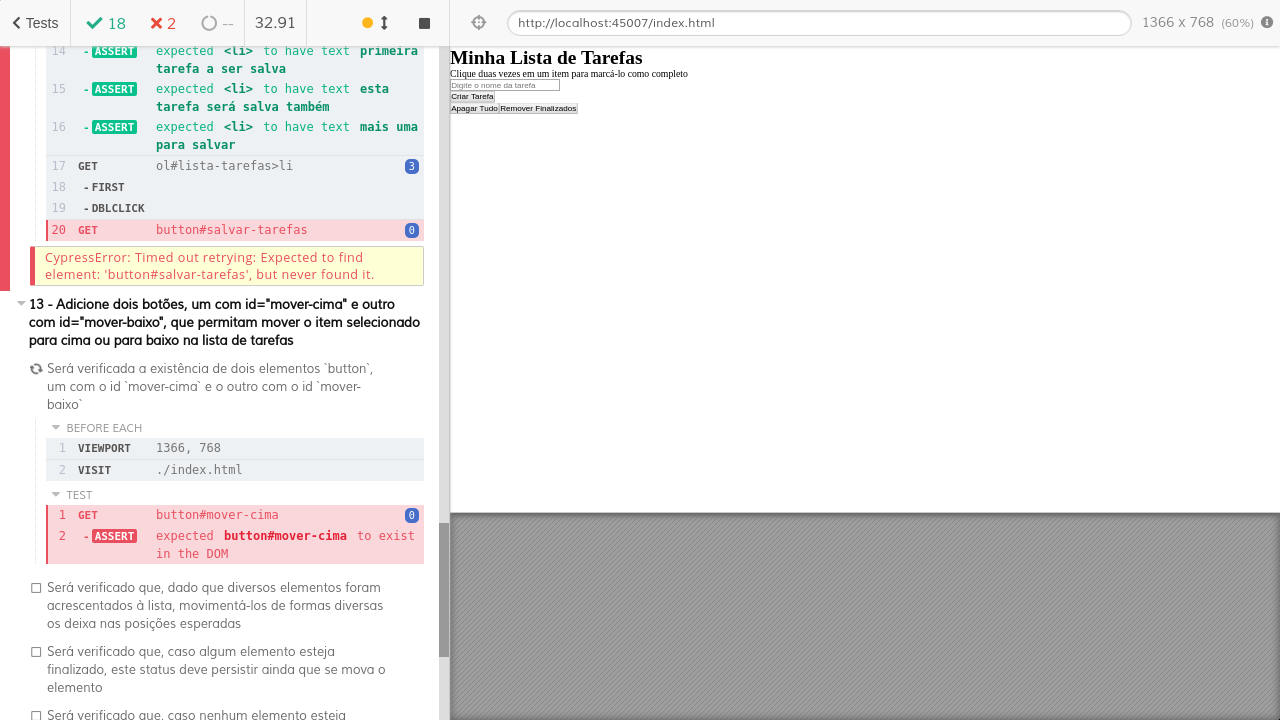 Tests 18 2 -- 32.91 http://localhost:45007/index.html 1366 x 768 (60%)
14 - ASSERT expected <li> to have text primeira
tarefa a ser salva
15 - ASSERT expected <li> to have text esta
tarefa será salva também
16 - ASSERT expected <li> to have text mais uma
para salvar
17 GET ol#lista-tarefas>li 3
18 - FIRST
19 - DBLCLICK
20 GET button#salvar-tarefas 0
CypressError: Timed out retrying: Expected to find
element: 'button#salvar-tarefas', but never found it.
13 - Adicione dois botões, um com id="mover-cima" e outro
com id="mover-baixo", que permitam mover o item selecionado
para cima ou para baixo na lista de tarefas
Será verificada a existência de dois elementos `button`,
um com o id `mover-cima` e o outro com o id `mover-
baixo`
BEFORE EACH
1 VIEWPORT 1366, 768
2 VISIT ./index.html
TEST
1 GET button#mover-cima 0
2 - ASSERT expected button#mover-cima to exist
in the DOM
Será verificado que, dado que diversos elementos foram
acrescentados à lista, movimentá-los de formas diversas
os deixa nas posições esperadas
Será verificado que, caso algum elemento esteja
finalizado, este status deve persistir ainda que se mova o
elemento
Será verificado que, caso nenhum elemento esteja
Minha Lista de Tarefas
Clique duas vezes em um item para marcá-lo como completo
Digite o nome da tarefa
Criar Tarefa
Apagar Tudo Remover Finalizados